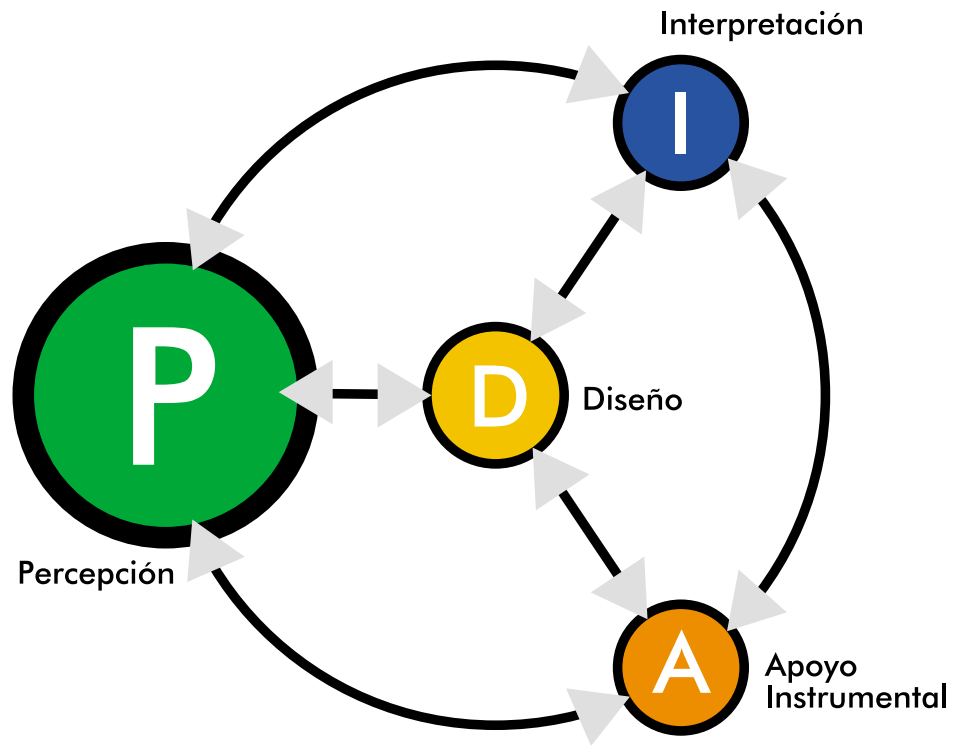 Interpretación
I
P
D
Diseño
Percepción
A
Apoyo
Instrumental